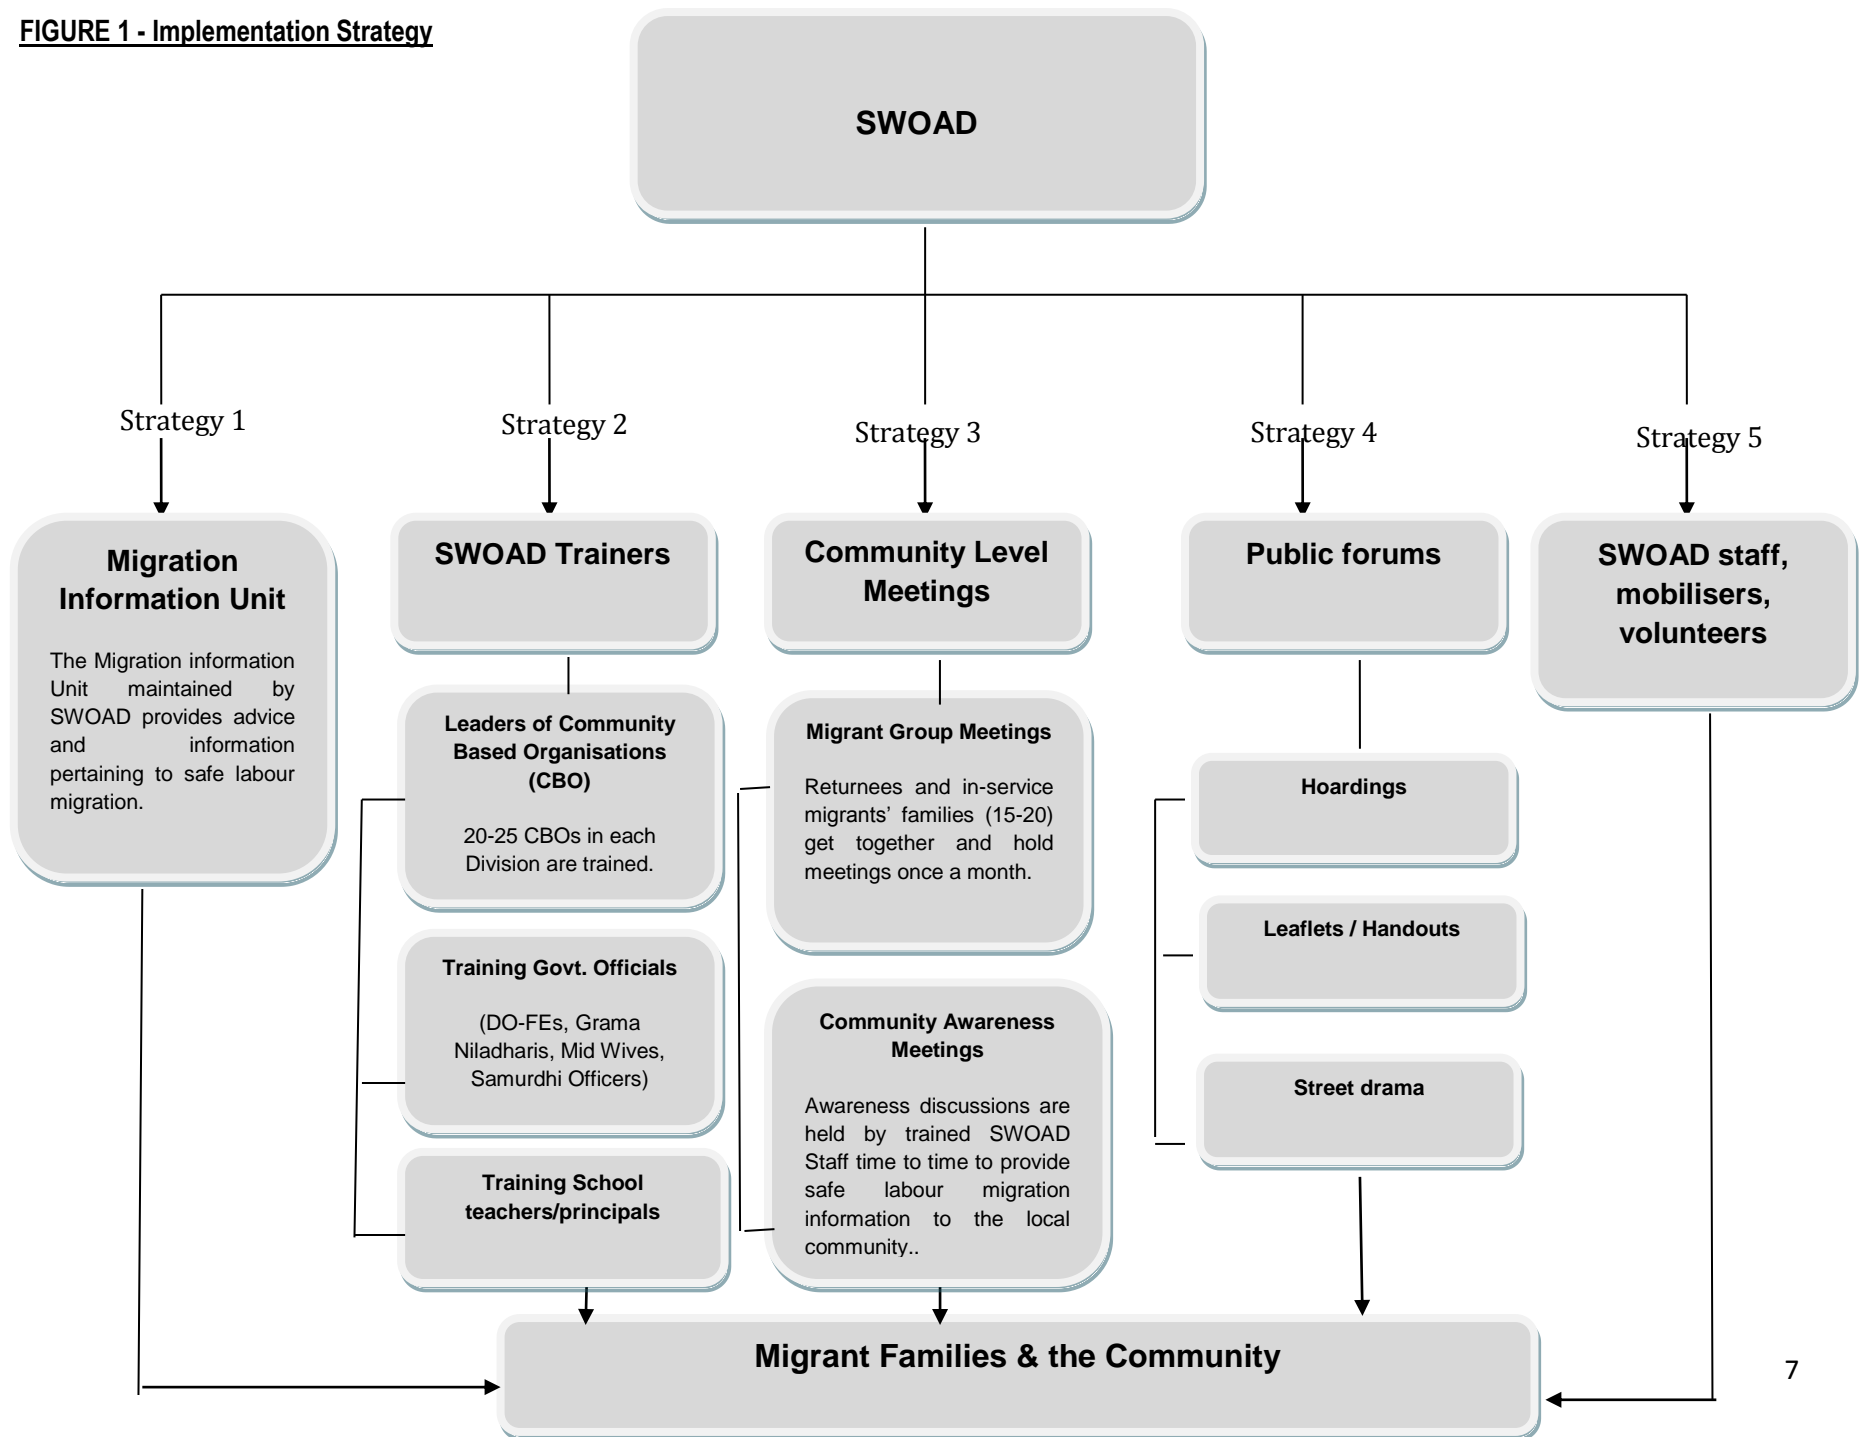 FIGURE 1 - Implementation Strategy
SWOAD
Strategy 1
Strategy 2
Strategy 3
Strategy 4
Strategy 5
Migration
Information Unit
The Migration information
Unit maintained by
SWOAD provides advice
and information
pertaining to safe labour
migration.
SWOAD Trainers
Leaders of Community
Based Organisations
(CBO)
20-25 CBOs in each
Division are trained.
Training Govt. Officials
(DO-FEs, Grama
Niladharis, Mid Wives,
Samurdhi Officers)
Training School
teachers/principals
Community Level
Meetings
Migrant Group Meetings
Returnees and in-service
migrants’ families (15-20)
get together and hold
meetings once a month.
Community Awareness
Meetings
Awareness discussions are
held by trained SWOAD
Staff time to time to provide
safe labour migration
information to the local
community..
Public forums
Hoardings
Leaflets / Handouts
Street drama
SWOAD staff,
mobilisers,
volunteers
Migrant Families & the Community
7